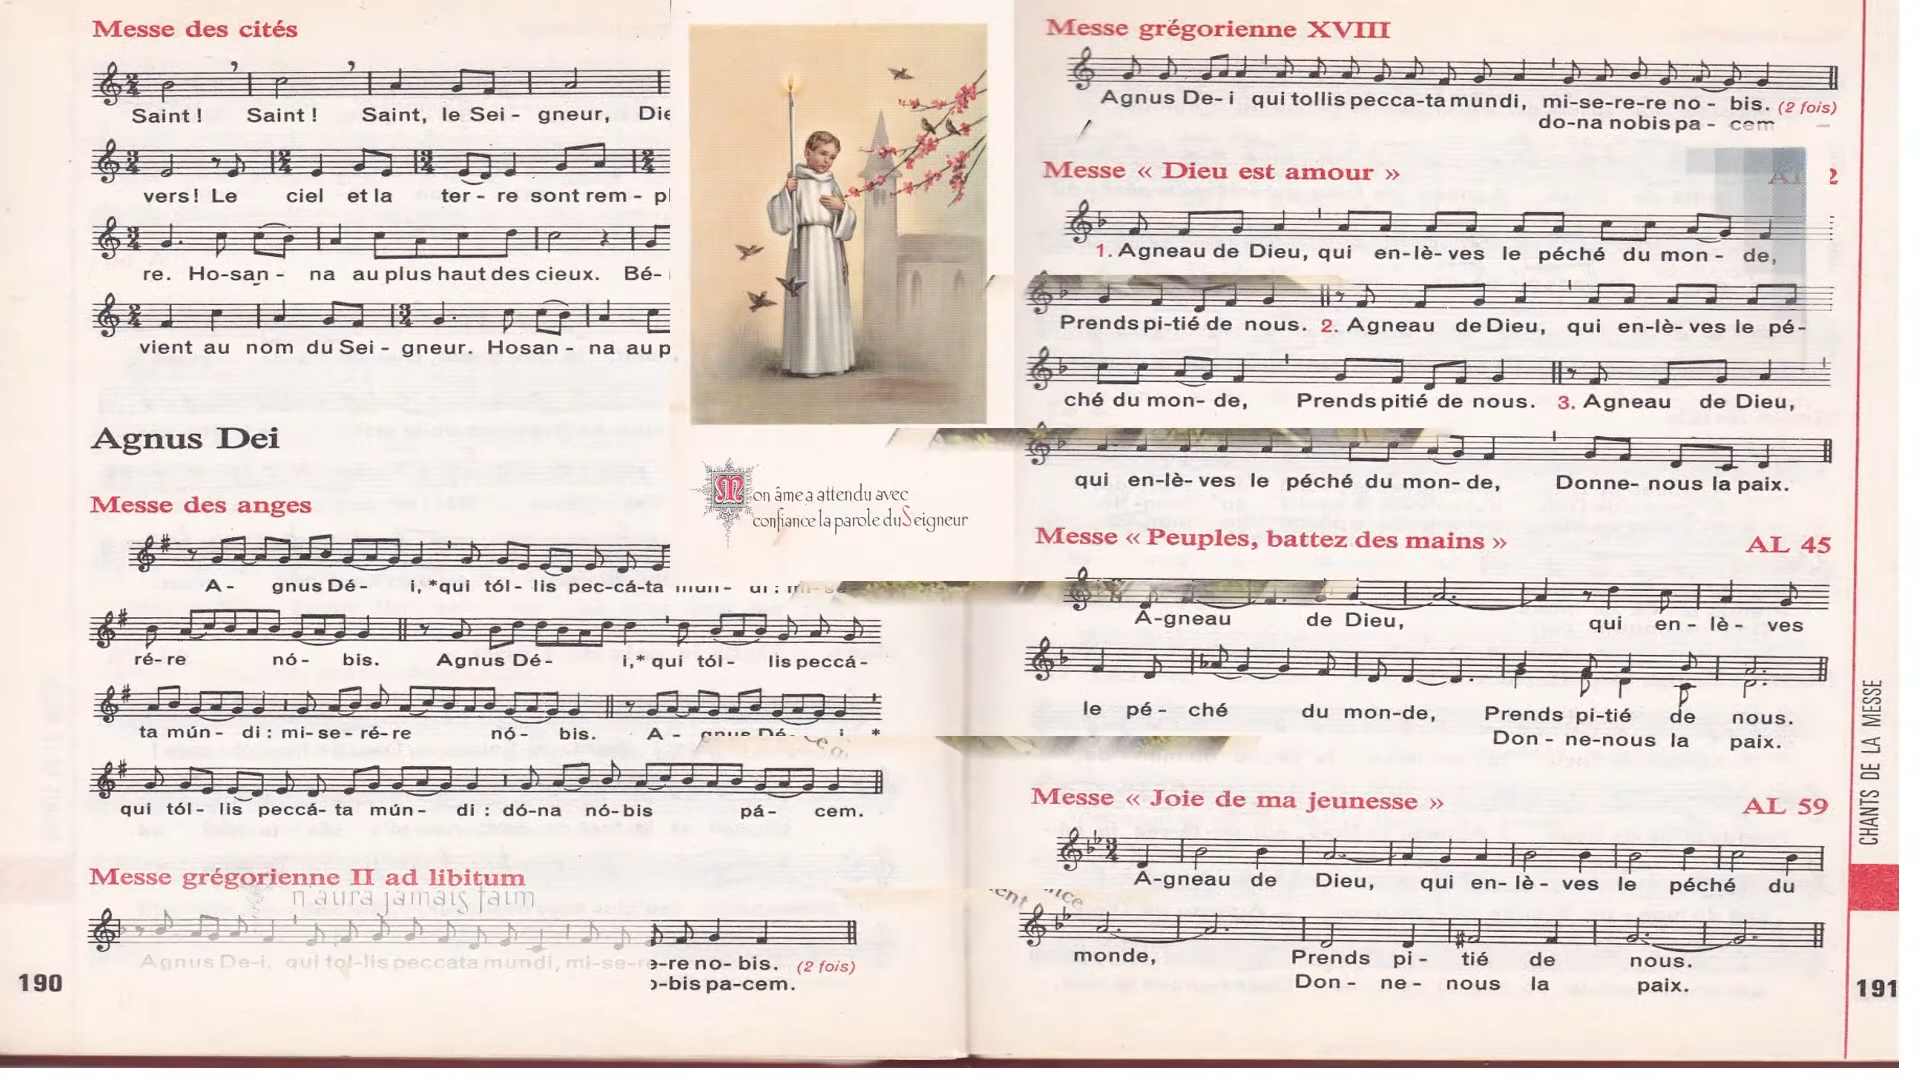 Messe des cités
Saint! Saint! Saint, le Sei - gneur,
vers! Le ciel et la ter - re sont rem -
re. Ho-san - na au plus haut des cieux. Bé-
vient au nom du Sei - gneur. Hosan - na au
Agnus Dei
Messe des anges
A - gnus Dé - i,*qui tól - lis pec-cá-ta
ré-re nó- bis. Agnus Dé- i,* qui tól - lis peccá-
ta mún - di : mi-se-ré-re nó- bis. A -
qui tól - lis peccá-ta mún - di : dó-na nó-bis pá- cem.
Messe grégorienne II ad libitum
n'aura jamais faim
Agnus De-i, qui tol-lis peccata mundi, mi-se-re-re no- bis. (2 fois)
-bis pa-cem.
190
Mon âme a attendu avec
confiance la parole du Seigneur
Messe grégorienne XVIII
Agnus De- i qui tollis pecca-ta mundi, mi-se-re-re no - bis. (2 fois)
do-na nobis pa - cem
Messe « Dieu est amour »
1. Agneau de Dieu, qui en-lè- ves le péché du mon - de,
Prends pi-tié de nous. 2. Agneau de Dieu, qui en-lè- ves le pé-
ché du mon- de, Prends pitié de nous. 3. Agneau de Dieu,
qui en-lè- ves le péché du mon- de, Donne- nous la paix.
Messe « Peuples, battez des mains » AL 45
A-gneau de Dieu, qui en - lè - ves
le pé - ché du mon-de, Prends pi-tié de nous.
Don - ne-nous la paix.
Messe « Joie de ma jeunesse » AL 59
A-gneau de Dieu, qui en- lè - ves le péché du
monde, Prends pi - tié de nous.
Don - ne - nous la paix.
CHANTS DE LA MESSE
191